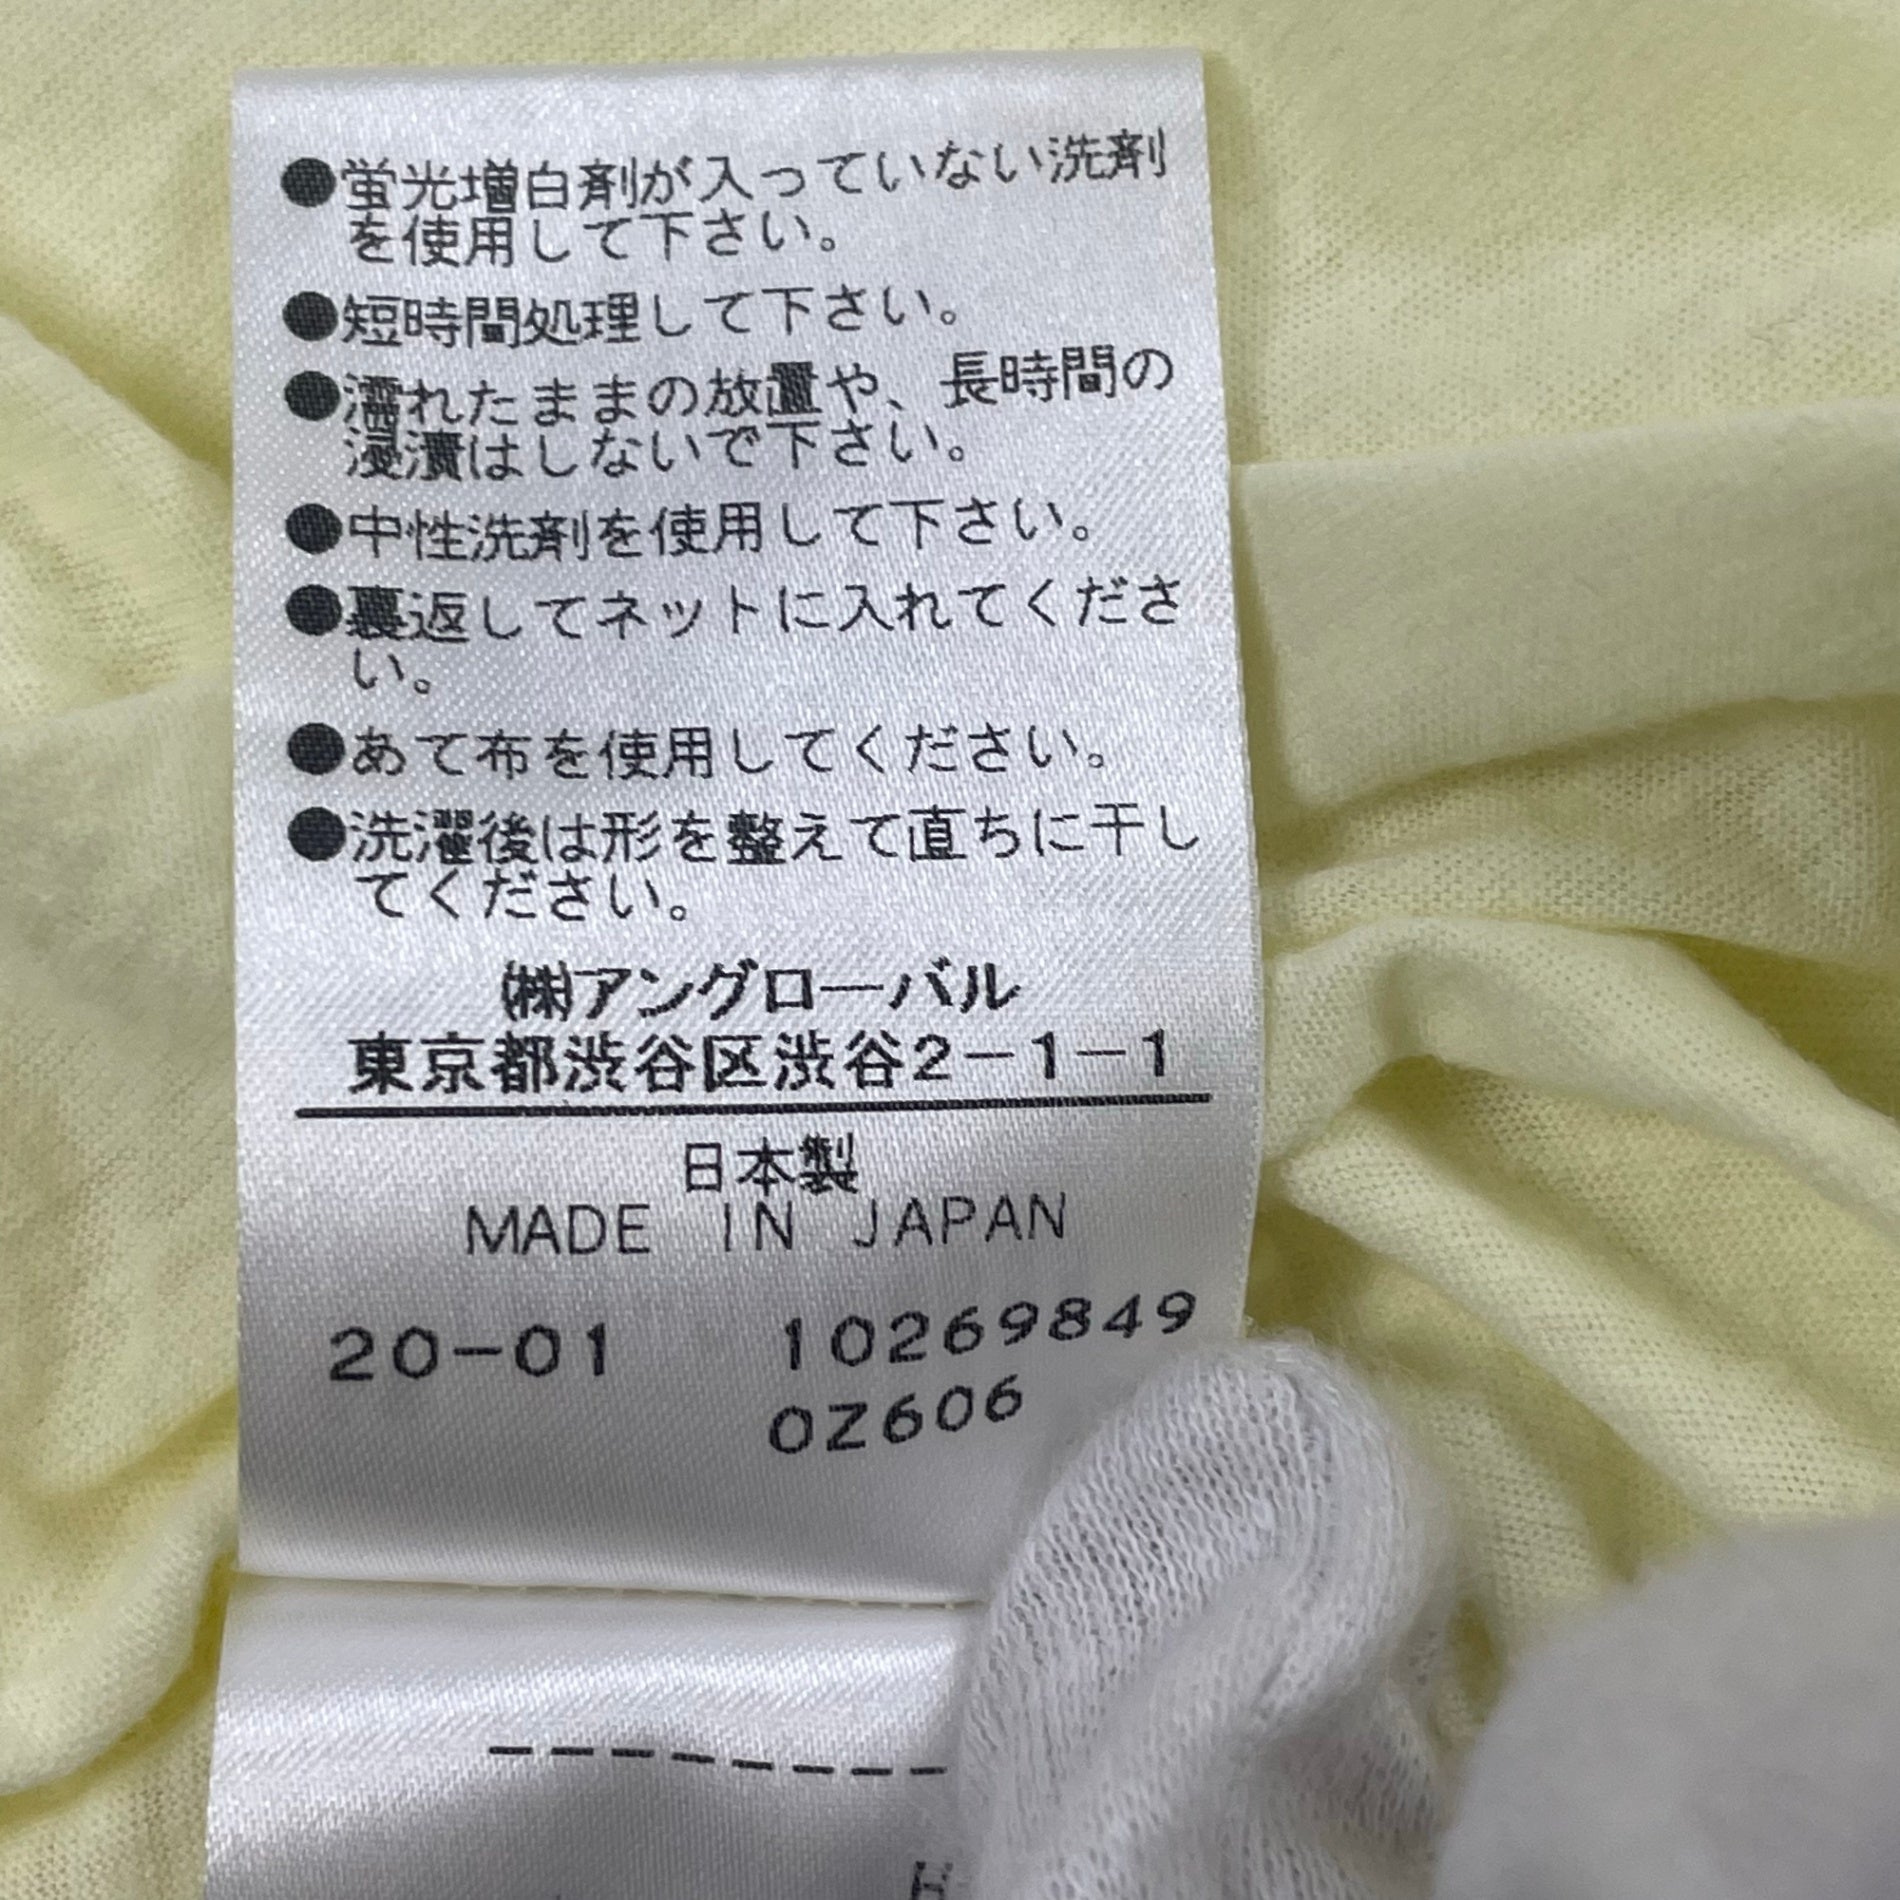 ●蛍光増白剤が入っていない洗剤
を使用して下さい。
●短時間処理して下さい。
●濡れたままの放置や、長時間の
浸漬はしないで下さい。
●中性洗剤を使用して下さい。
●裏返してネットに入れてくださ
い。
●あて布を使用してください。
●洗濯後は形を整えて直ちに干し
てください。
㈱アングローバル
東京都渋谷区渋谷2-1-1
日本製
MADE IN JAPAN
20-01 10269849
OZ606